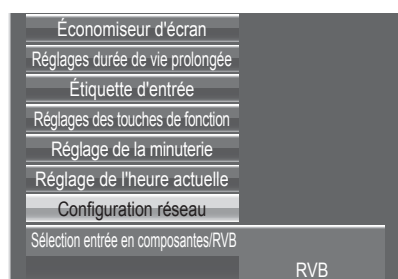 Économiseur d'écran
Réglages durée de vie prolongée
Étiquette d'entrée
Réglages des touches de fonction
Réglage de la minuterie
Réglage de l'heure actuelle
Configuration réseau
Sélection entrée en composantes/RVB
RVB